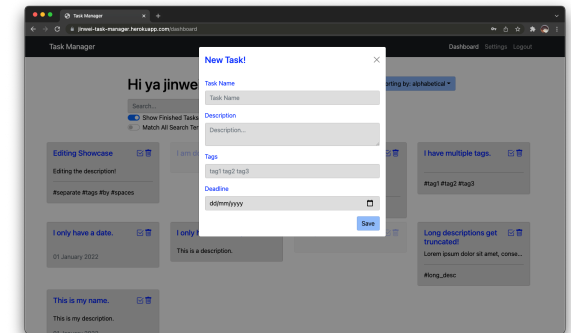 Task Manager
jinwei-task-manager.herokuapp.com/dashboard
Task Manager
Dashboard Settings Logout
New Task!
Hi ya jinwe
orting by: alphabetical
Task Name
Task Name
Search...
Show Finished Tasks
Match All Search Ter
Description
Description...
Tags
tag1 tag2 tag3
Deadline
dd/mm/yyyy
Save
Editing Showcase
Editing the description!
#separate #tags #by #spaces
I am
I have multiple tags.
#tag1 #tag2 #tag3
I only have a date.
01 January 2022
I only
This is a description.
Long descriptions get
truncated!
Lorem ipsum dolor sit amet, conse...
#long_desc
This is my name.
This is my description.